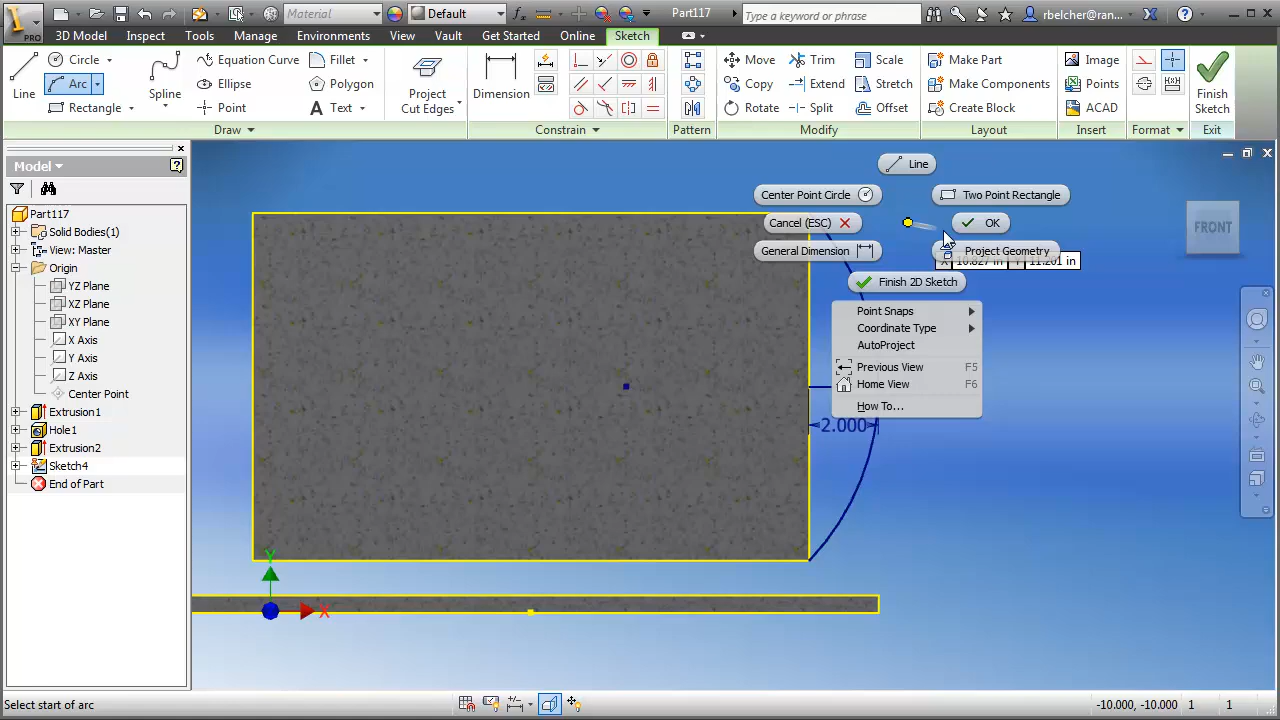 Material
Default
Part117
Type a keyword or phrase
rbelcher@ran...
PRO
3D Model
Inspect
Tools
Manage
Environments
View
Vault
Get Started
Online
Sketch
Line
Circle
Arc
Rectangle
Spline
Equation Curve
Ellipse
Point
Fillet
Polygon
Text
Project
Cut Edges
Dimension
Move
Copy
Rotate
Trim
Extend
Split
Scale
Stretch
Offset
Make Part
Make Components
Create Block
Image
Points
ACAD
Finish
Sketch
Draw
Constrain
Pattern
Modify
Layout
Insert
Format
Exit
Model
Part117
Solid Bodies(1)
View: Master
Origin
YZ Plane
XZ Plane
XY Plane
X Axis
Y Axis
Z Axis
Center Point
Extrusion1
Hole1
Extrusion2
Sketch4
End of Part
Line
Center Point Circle
Two Point Rectangle
Cancel (ESC)
OK
General Dimension
Project Geometry
Finish 2D Sketch
Point Snaps
Coordinate Type
AutoProject
Previous View F5
Home View F6
How To...
FRONT
2.000
Y
X
Select start of arc
-10.000, -10.000 1 1